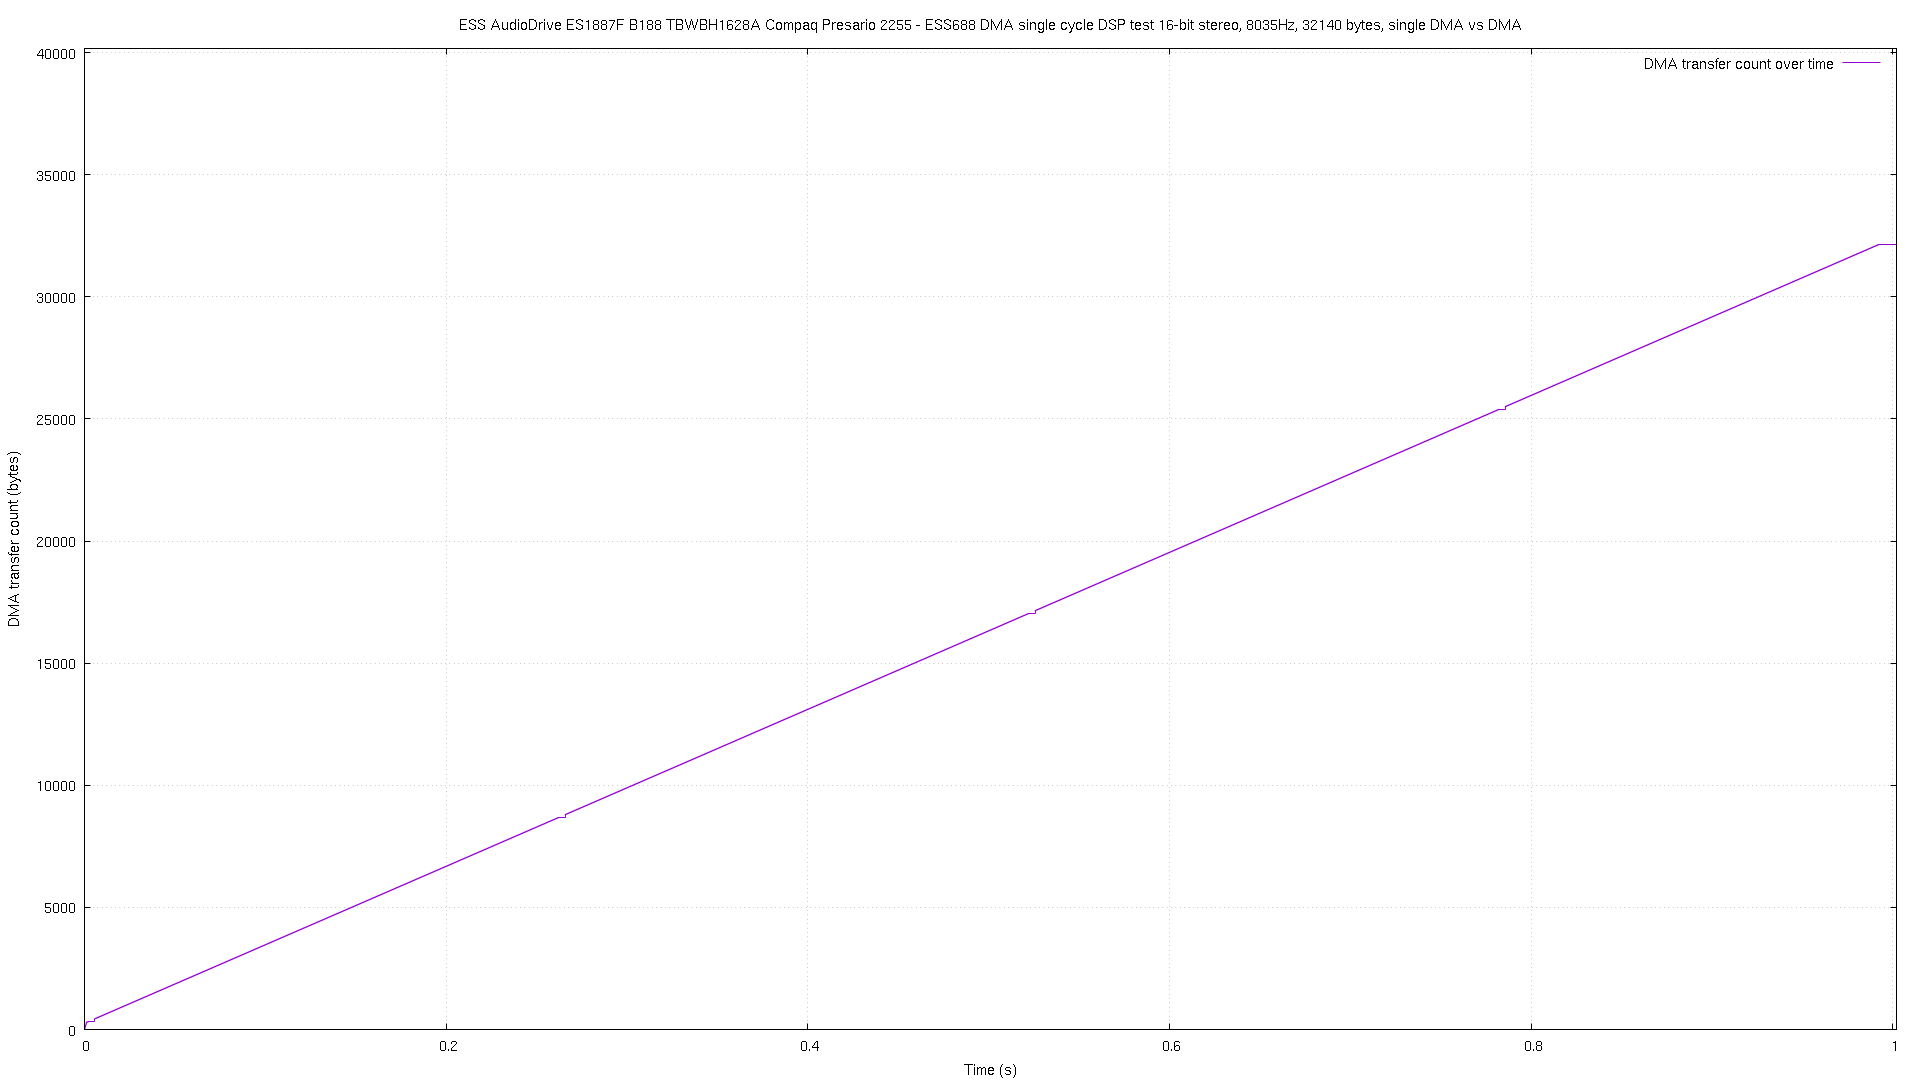 ESS AudioDrive ES1887F B188 TBWBH1628A Compaq Presario 2255 - ESS688 DMA single cycle DSP test 16-bit stereo, 8035Hz, 32140 bytes, single DMA vs DMA
DMA transfer count over time
40000
35000
30000
25000
20000
15000
10000
5000
0
DMA transfer count (bytes)
0 0.2 0.4 0.6 0.8 1
Time (s)